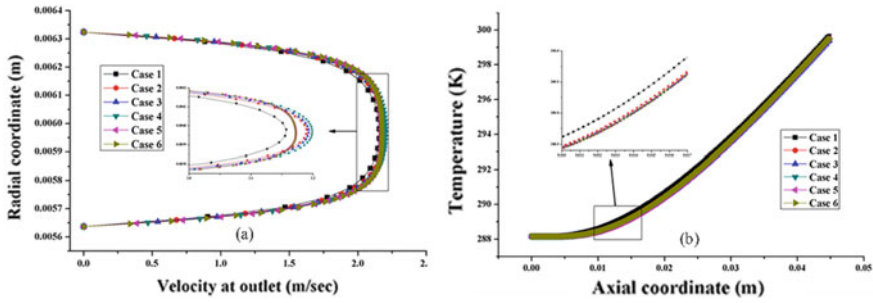 0.0064
0.0063
0.0062
0.0061
0.0060
0.0059
0.0058
0.0057
0.0056
Radial coordinate (m)
Case 1
Case 2
Case 3
Case 4
Case 5
Case 6
(a)
0.0 0.5 1.0 1.5 2.0 2.
Velocity at outlet (m/sec)
300
298
296
294
292
290
288
Temperature (K)
Case 1
Case 2
Case 3
Case 4
Case 5
Case 6
(b)
0.00 0.01 0.02 0.03 0.04 0.05
Axial coordinate (m)